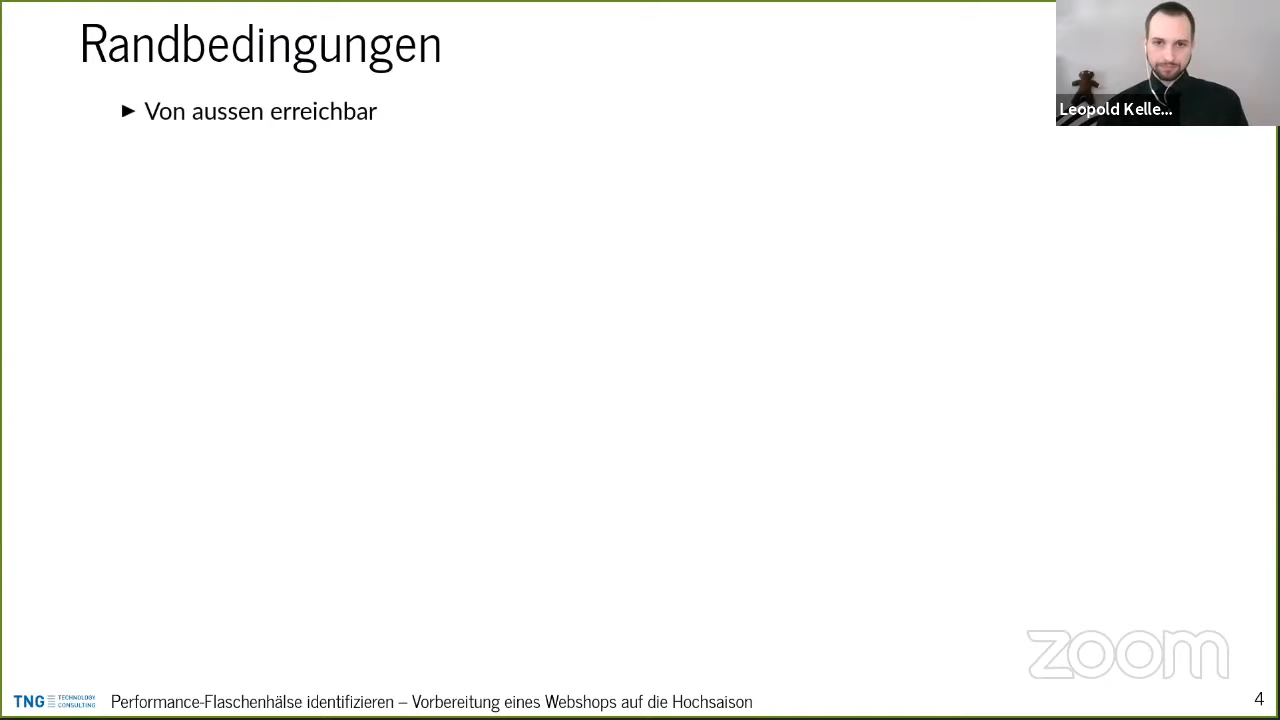 Randbedingungen
► Von aussen erreichbar
Leopold Kelle...
zoom
TNG TECHNOLOGY CONSULTING
Performance-Flaschenhälse identifizieren – Vorbereitung eines Webshops auf die Hochsaison
4